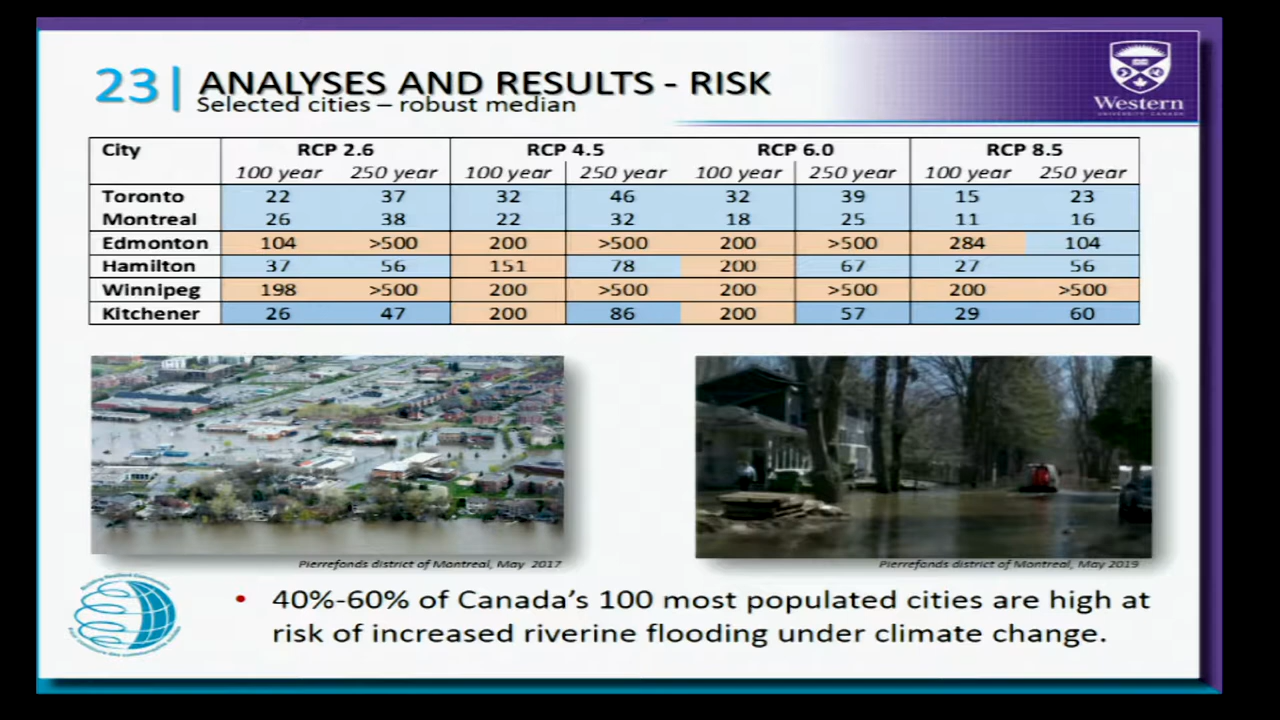 23| ANALYSES AND RESULTS - RISK
Selected cities – robust median
Western
UNIVERSITY · CANADA
City RCP 2.6 RCP 4.5 RCP 6.0 RCP 8.5
100 year 250 year 100 year 250 year 100 year 250 year 100 year 250 year
Toronto 22 37 32 46 32 39 15 23
Montreal 26 38 22 32 18 25 11 16
Edmonton 104 >500 200 >500 200 >500 284 104
Hamilton 37 56 151 78 200 67 27 56
Winnipeg 198 >500 200 >500 200 >500 200 >500
Kitchener 26 47 200 86 200 57 29 60
Pierrefonds district of Montreal, May 2017
Pierrefonds district of Montreal, May 2019
• 40%-60% of Canada's 100 most populated cities are high at
risk of increased riverine flooding under climate change.